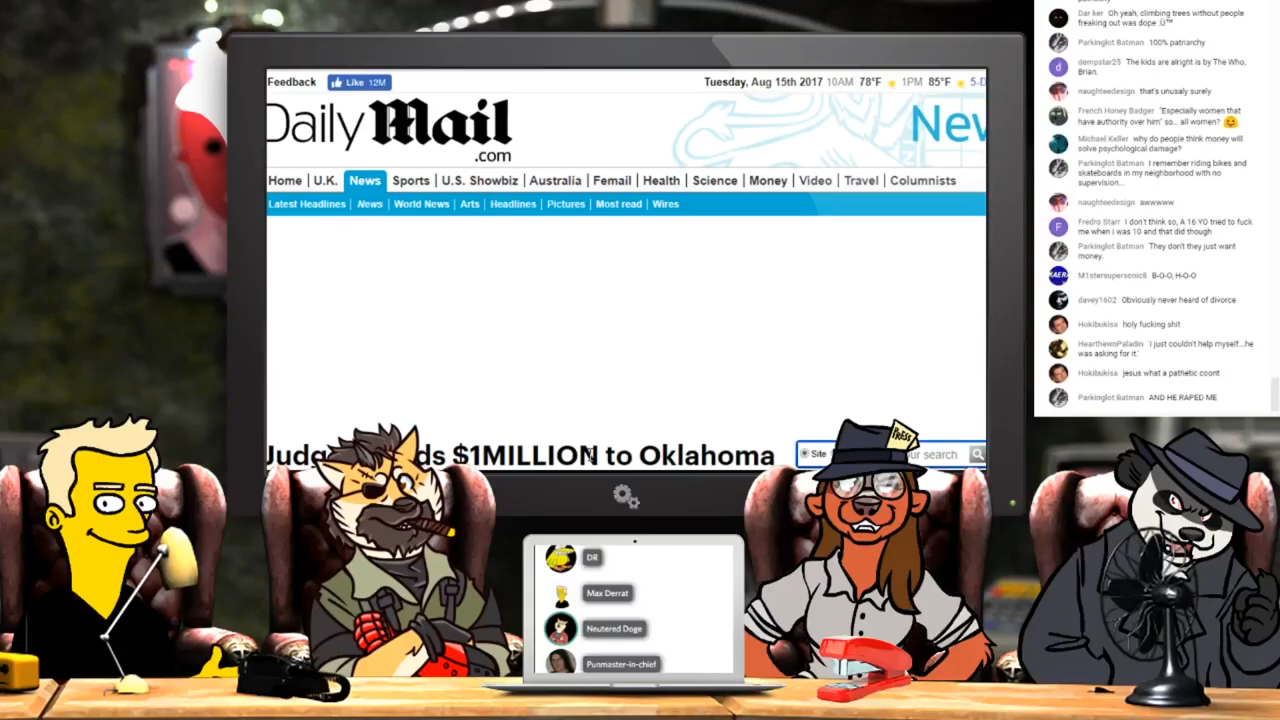 Feedback Like 12M Tuesday, Aug 15th 2017 10AM 78°F 1PM 85°F 5-D
Daily Mail
.com
New
Home | U.K. News Sports | U.S. Showbiz | Australia | Femail | Health | Science | Money | Video | Travel | Columnists
Latest Headlines | News | World News | Arts | Headlines | Pictures | Most read | Wires
ds $1MILLION to Oklahoma
Site
ur search
PRESS
DR
Max Derrat
Neutered Doge
Punmaster-in-chief
Dar ker Oh yeah, climbing trees without people
freaking out was dope :Ü™
Parkinglot Batman 100% patriarchy
dempstar25 The kids are alright is by The Who,
Brian.
naughteedesign that's unusaly surely
French Honey Badger "Especially women that
have authority over him" so... all women?
Michael Keller why do people think money will
solve psychological damage?
Parkinglot Batman I remember riding bikes and
skateboards in my neighborhood with no
supervision...
naughteedesign awwwww
F
Fredro Starr I don't think so, A 16 YO tried to fuck
me when i was 10 and that did though
Parkinglot Batman They don't they just want
money.
M1stersupersonic8 B-O-O, H-O-O
davey1602 Obviously never heard of divorce
Hokibukisa holy fucking shit
HearthewnPaladin 'I just couldn't help myself...he
was asking for it.'
Hokibukisa jesus what a pathetic coont
Parkinglot Batman AND HE RAPED ME